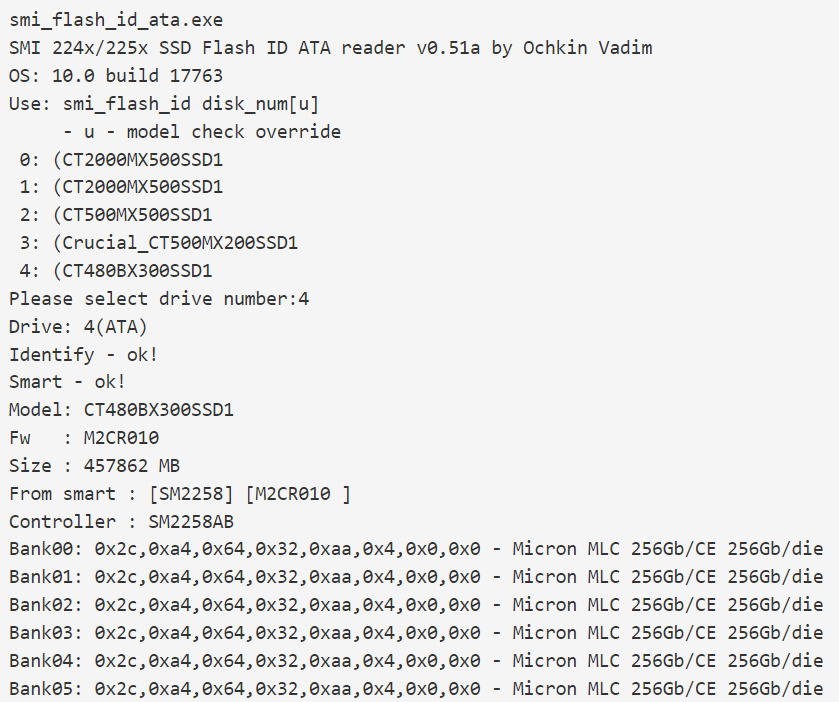 smi_flash_id_ata.exe
SMI 224x/225x SSD Flash ID ATA reader v0.51a by Ochkin Vadim
OS: 10.0 build 17763
Use: smi_flash_id disk_num[u]
     - u - model check override
 0: (CT2000MX500SSD1
 1: (CT2000MX500SSD1
 2: (CT500MX500SSD1
 3: (Crucial_CT500MX200SSD1
 4: (CT480BX300SSD1
Please select drive number:4
Drive: 4(ATA)
Identify - ok!
Smart - ok!
Model: CT480BX300SSD1
Fw   : M2CR010
Size : 457862 MB
From smart : [SM2258] [M2CR010 ]
Controller : SM2258AB
Bank00: 0x2c,0xa4,0x64,0x32,0xaa,0x4,0x0,0x0 - Micron MLC 256Gb/CE 256Gb/die
Bank01: 0x2c,0xa4,0x64,0x32,0xaa,0x4,0x0,0x0 - Micron MLC 256Gb/CE 256Gb/die
Bank02: 0x2c,0xa4,0x64,0x32,0xaa,0x4,0x0,0x0 - Micron MLC 256Gb/CE 256Gb/die
Bank03: 0x2c,0xa4,0x64,0x32,0xaa,0x4,0x0,0x0 - Micron MLC 256Gb/CE 256Gb/die
Bank04: 0x2c,0xa4,0x64,0x32,0xaa,0x4,0x0,0x0 - Micron MLC 256Gb/CE 256Gb/die
Bank05: 0x2c,0xa4,0x64,0x32,0xaa,0x4,0x0,0x0 - Micron MLC 256Gb/CE 256Gb/die